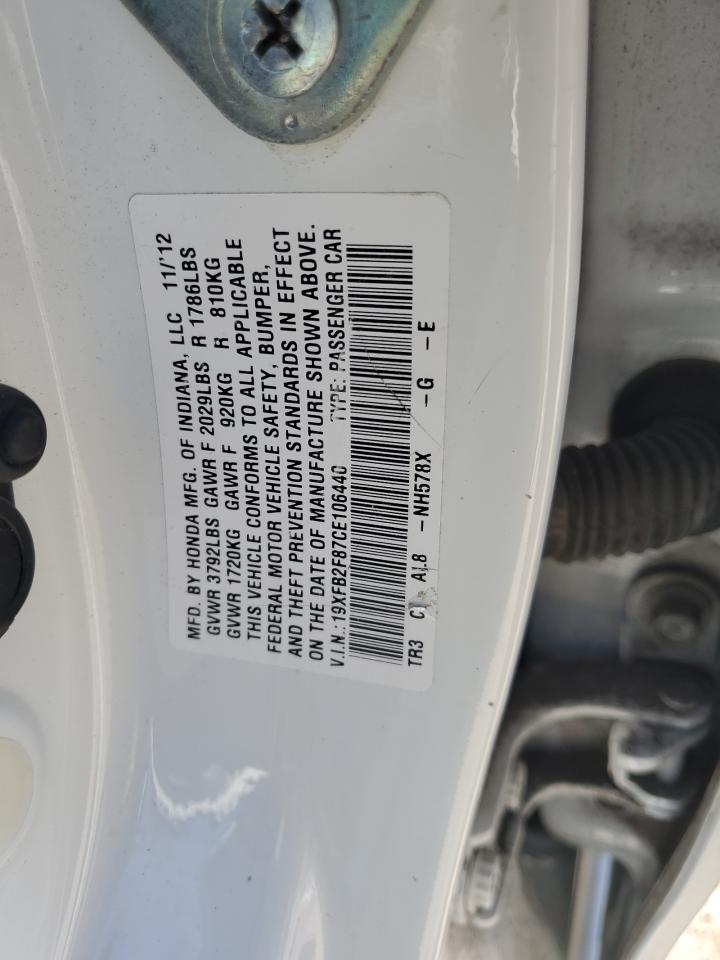 MFD. BY HONDA MFG. OF INDIANA, LLC 11/'12
GVWR 3792LBS GAWR F 2029LBS R 1786LBS
GVWR 1720KG GAWR F 920KG R 810KG
THIS VEHICLE CONFORMS TO ALL APPLICABLE
FEDERAL MOTOR VEHICLE SAFETY, BUMPER,
AND THEFT PREVENTION STANDARDS IN EFFECT
ON THE DATE OF MANUFACTURE SHOWN ABOVE.
V.I.N.: 19XFB2F87CE10644C TYPE: PASSENGER CAR
TR3 A L8 -NH578X -G -E